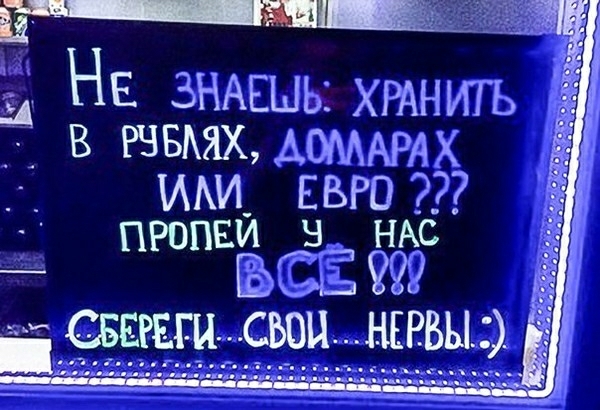 Не знаешь: хранить
в рублях, долларах
или евро???
пропей у нас
всё!!!
Сбереги свои нервы :)